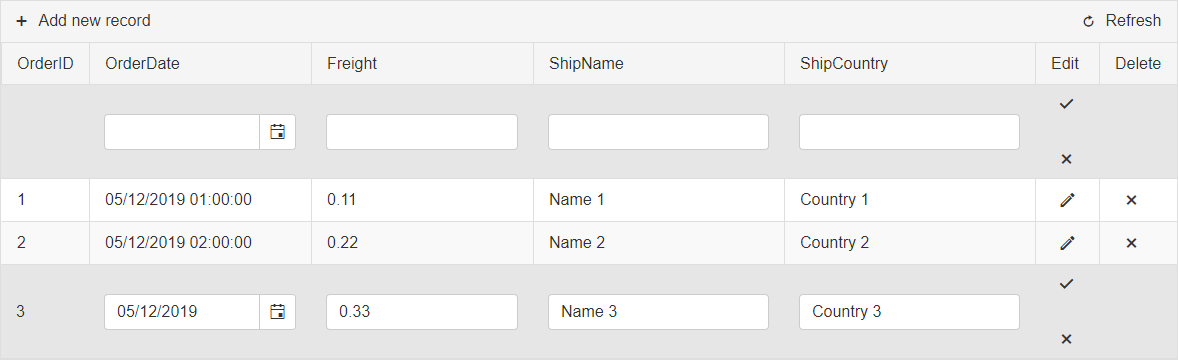 Add new record Refresh
OrderID OrderDate Freight ShipName ShipCountry Edit Delete
1 05/12/2019 01:00:00 0.11 Name 1 Country 1
2 05/12/2019 02:00:00 0.22 Name 2 Country 2
3 05/12/2019 0.33 Name 3 Country 3